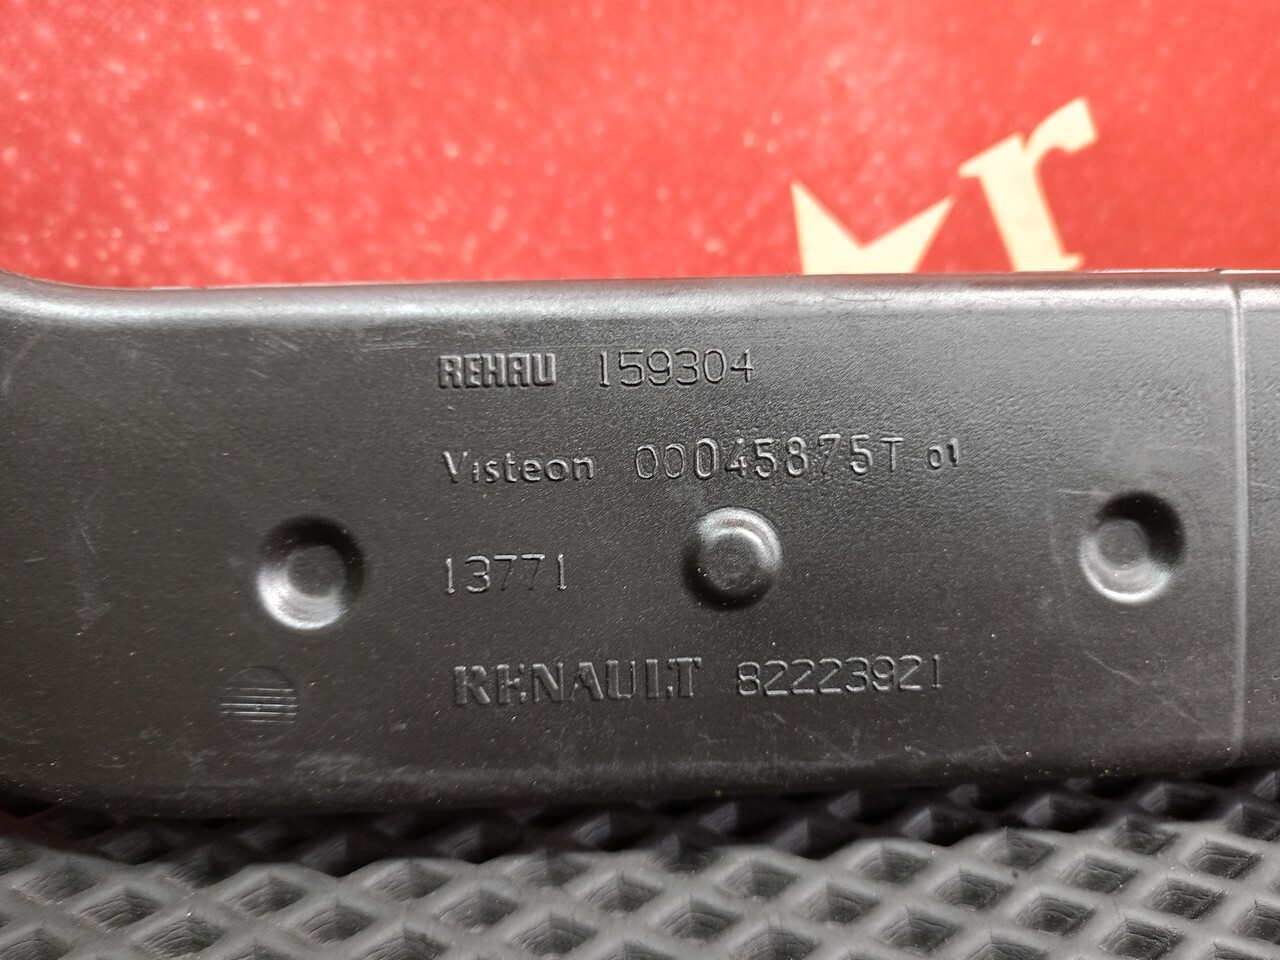 r
REHAU 159304
Visteon 00045875T 01
13771
RENAULT 82223921